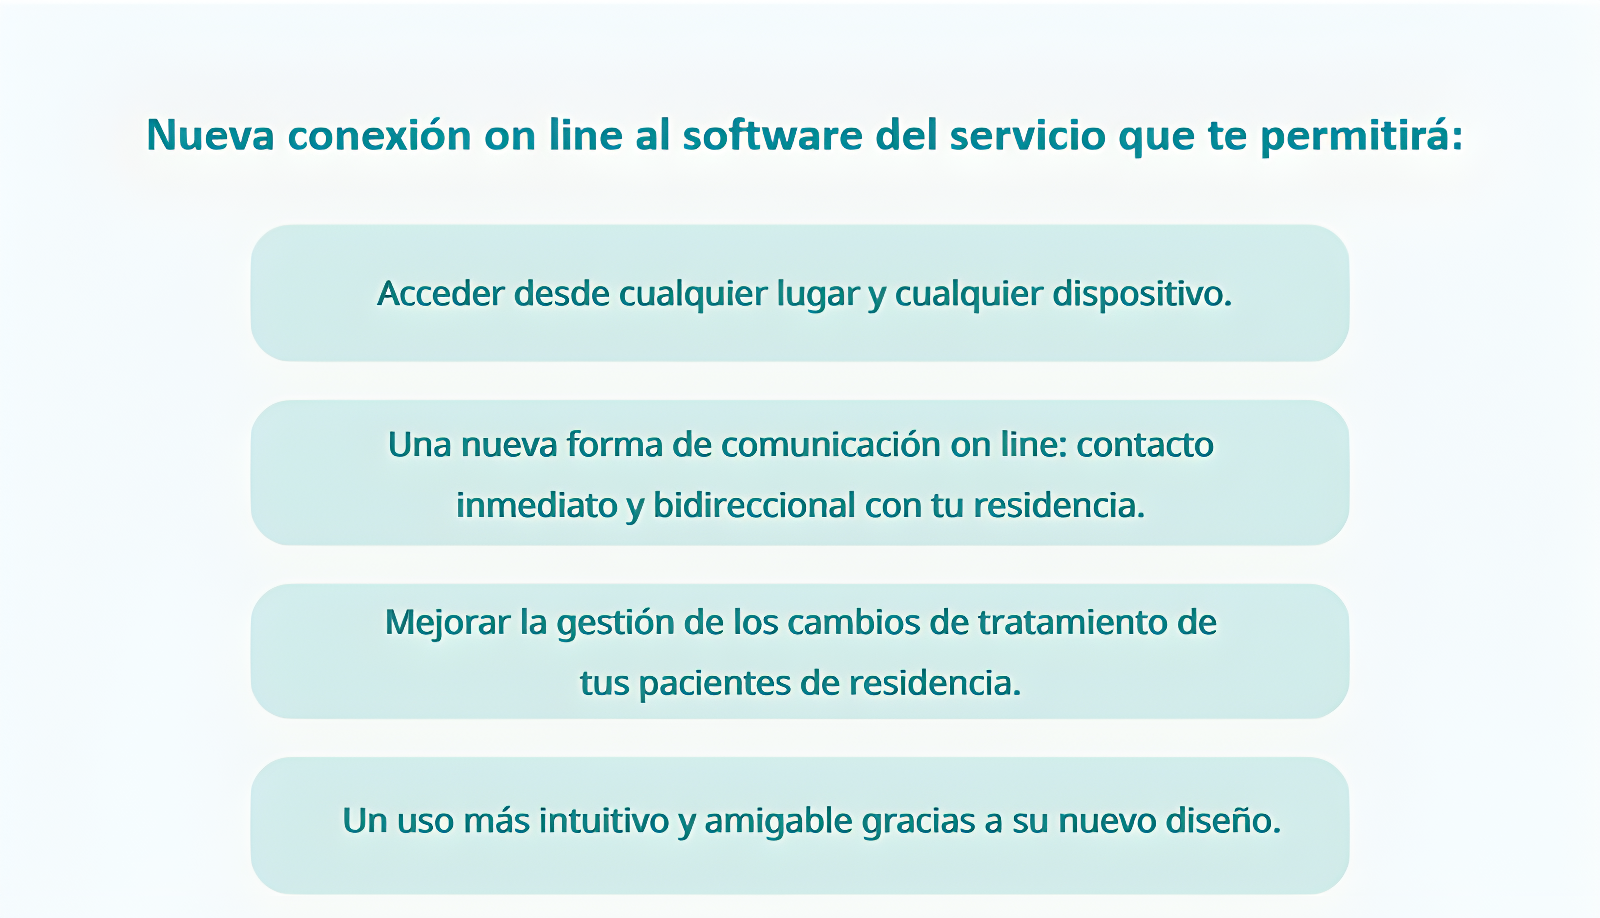 Nueva conexión on line al software del servicio que te permitirá:
Acceder desde cualquier lugar y cualquier dispositivo.
Una nueva forma de comunicación on line: contacto
inmediato y bidireccional con tu residencia.
Mejorar la gestión de los cambios de tratamiento de
tus pacientes de residencia.
Un uso más intuitivo y amigable gracias a su nuevo diseño.